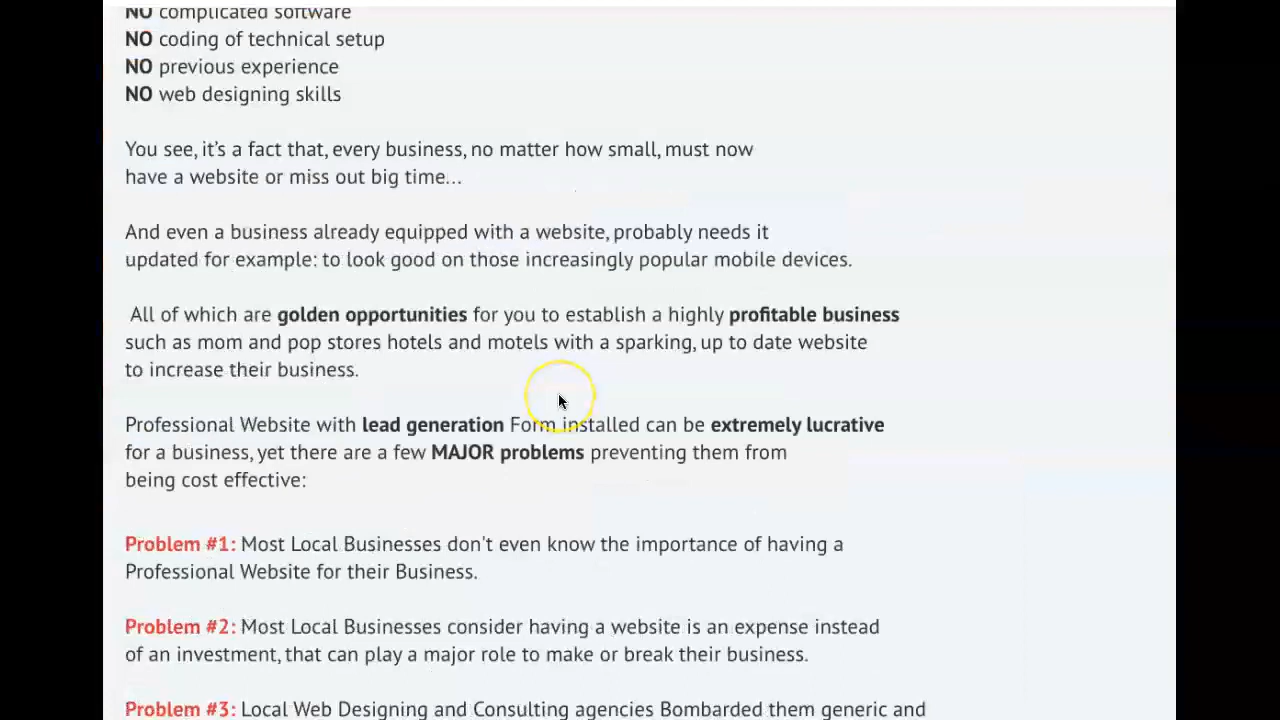 NO complicated software
NO coding of technical setup
NO previous experience
NO web designing skills
You see, it’s a fact that, every business, no matter how small, must now
have a website or miss out big time...
And even a business already equipped with a website, probably needs it
updated for example: to look good on those increasingly popular mobile devices.
All of which are golden opportunities for you to establish a highly profitable business
such as mom and pop stores hotels and motels with a sparking, up to date website
to increase their business.
Professional Website with lead generation Form installed can be extremely lucrative
for a business, yet there are a few MAJOR problems preventing them from
being cost effective:
Problem #1: Most Local Businesses don't even know the importance of having a
Professional Website for their Business.
Problem #2: Most Local Businesses consider having a website is an expense instead
of an investment, that can play a major role to make or break their business.
Problem #3: Local Web Designing and Consulting agencies Bombarded them generic and